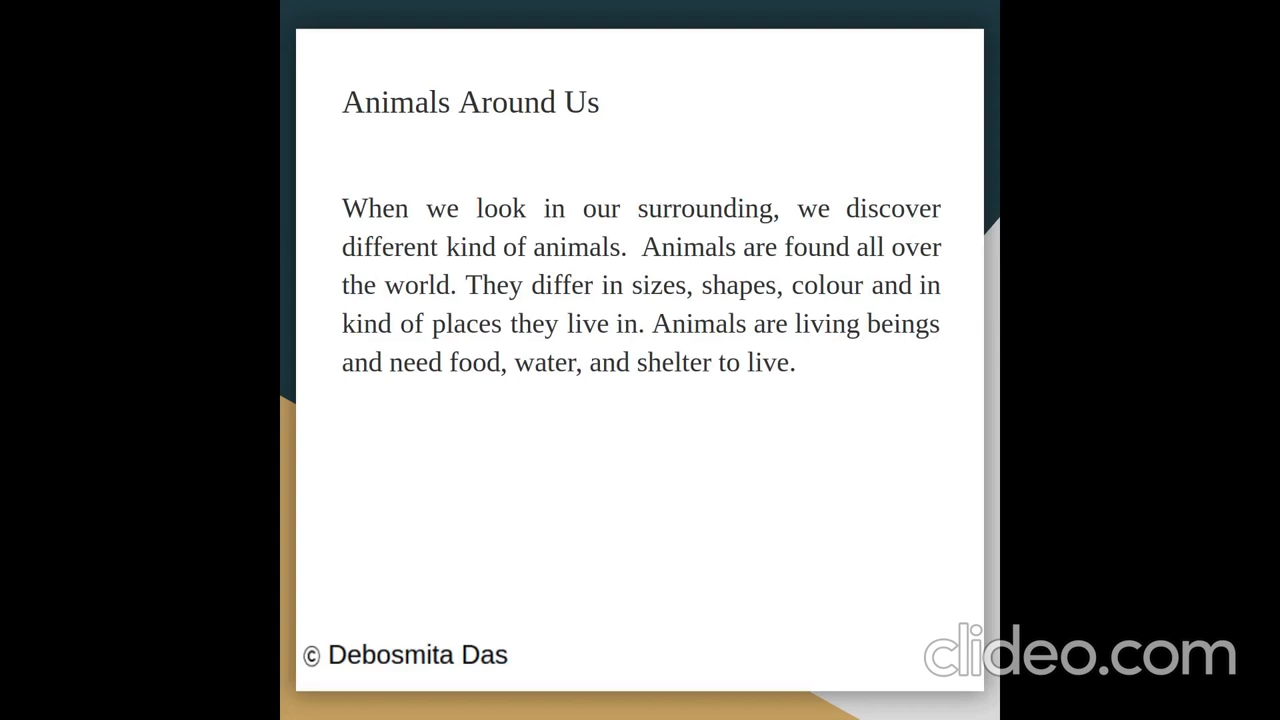 Animals Around Us
When we look in our surrounding, we discover
different kind of animals.  Animals are found all over
the world. They differ in sizes, shapes, colour and in
kind of places they live in. Animals are living beings
and need food, water, and shelter to live.
© Debosmita Das
clideo.com